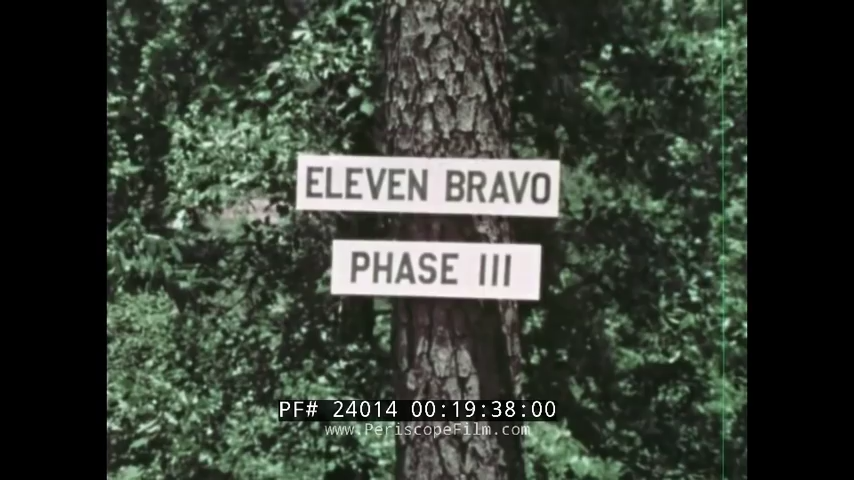 ELEVEN BRAVO
PHASE III
PF# 24014 00:19:38:00
www.PeriscopeFilm.com